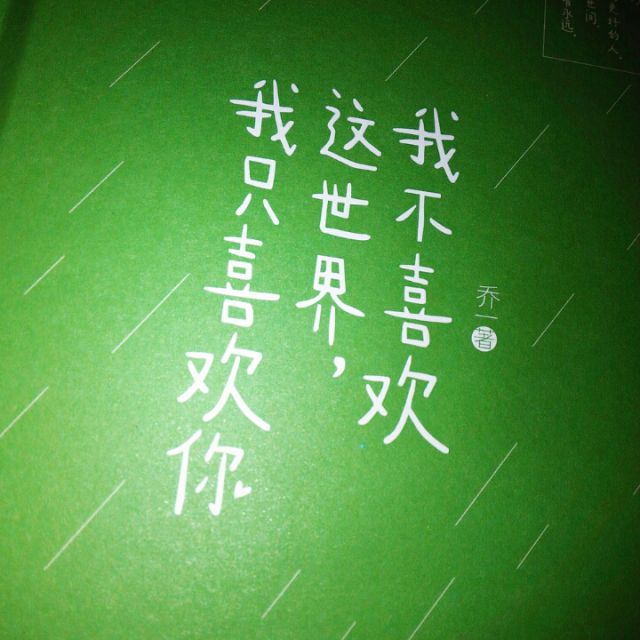 我不喜欢
这世界，
我只喜欢你
乔一 著